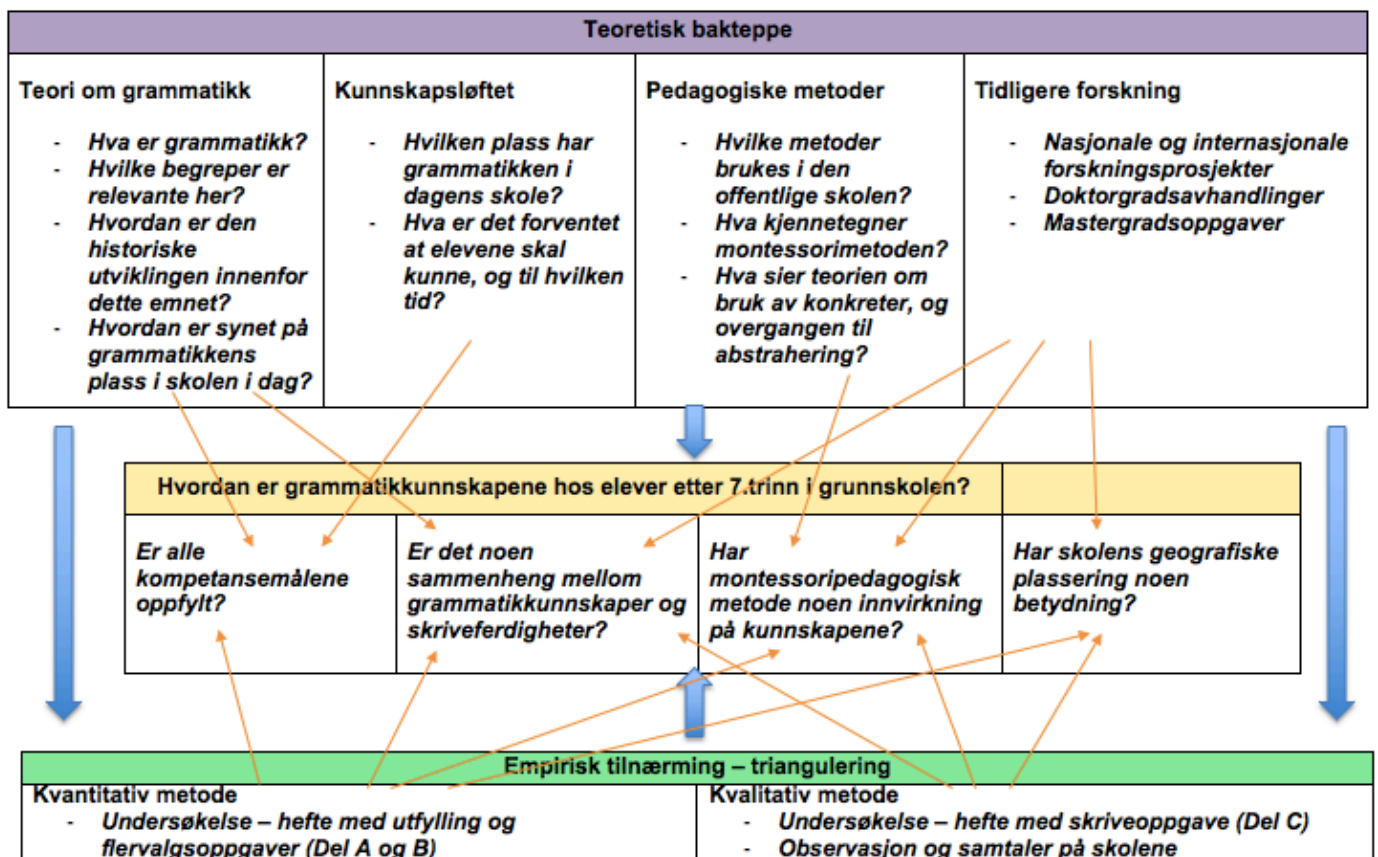 Teoretisk bakteppe
Teori om grammatikk
- Hva er grammatikk?
- Hvilke begreper er
relevante her?
- Hvordan er den
historiske
utviklingen innenfor
dette emnet?
- Hvordan er synet på
grammatikkens
plass i skolen i dag?
Kunnskapsløftet
- Hvilken plass har
grammatikken i
dagens skole?
- Hva er det forventet
at elevene skal
kunne, og til hvilken
tid?
Pedagogiske metoder
- Hvilke metoder
brukes i den
offentlige skolen?
- Hva kjennetegner
montessorimetoden?
- Hva sier teorien om
bruk av konkreter, og
overgangen til
abstrahering?
Tidligere forskning
- Nasjonale og internasjonale
forskningsprosjekter
- Doktorgradsavhandlinger
- Mastergradsoppgaver
Hvordan er grammatikkunnskapene hos elever etter 7.trinn i grunnskolen?
Er alle
kompetansemålene
oppfylt?
Er det noen
sammenheng mellom
grammatikkunnskaper og
skriveferdigheter?
Har
montessoripedagogisk
metode noen innvirkning
på kunnskapene?
Har skolens geografiske
plassering noen
betydning?
Empirisk tilnærming – triangulering
Kvantitativ metode
- Undersøkelse – hefte med utfylling og
flervalgsoppgaver (Del A og B)
Kvalitativ metode
- Undersøkelse – hefte med skriveoppgave (Del C)
- Observasjon og samtaler på skolene